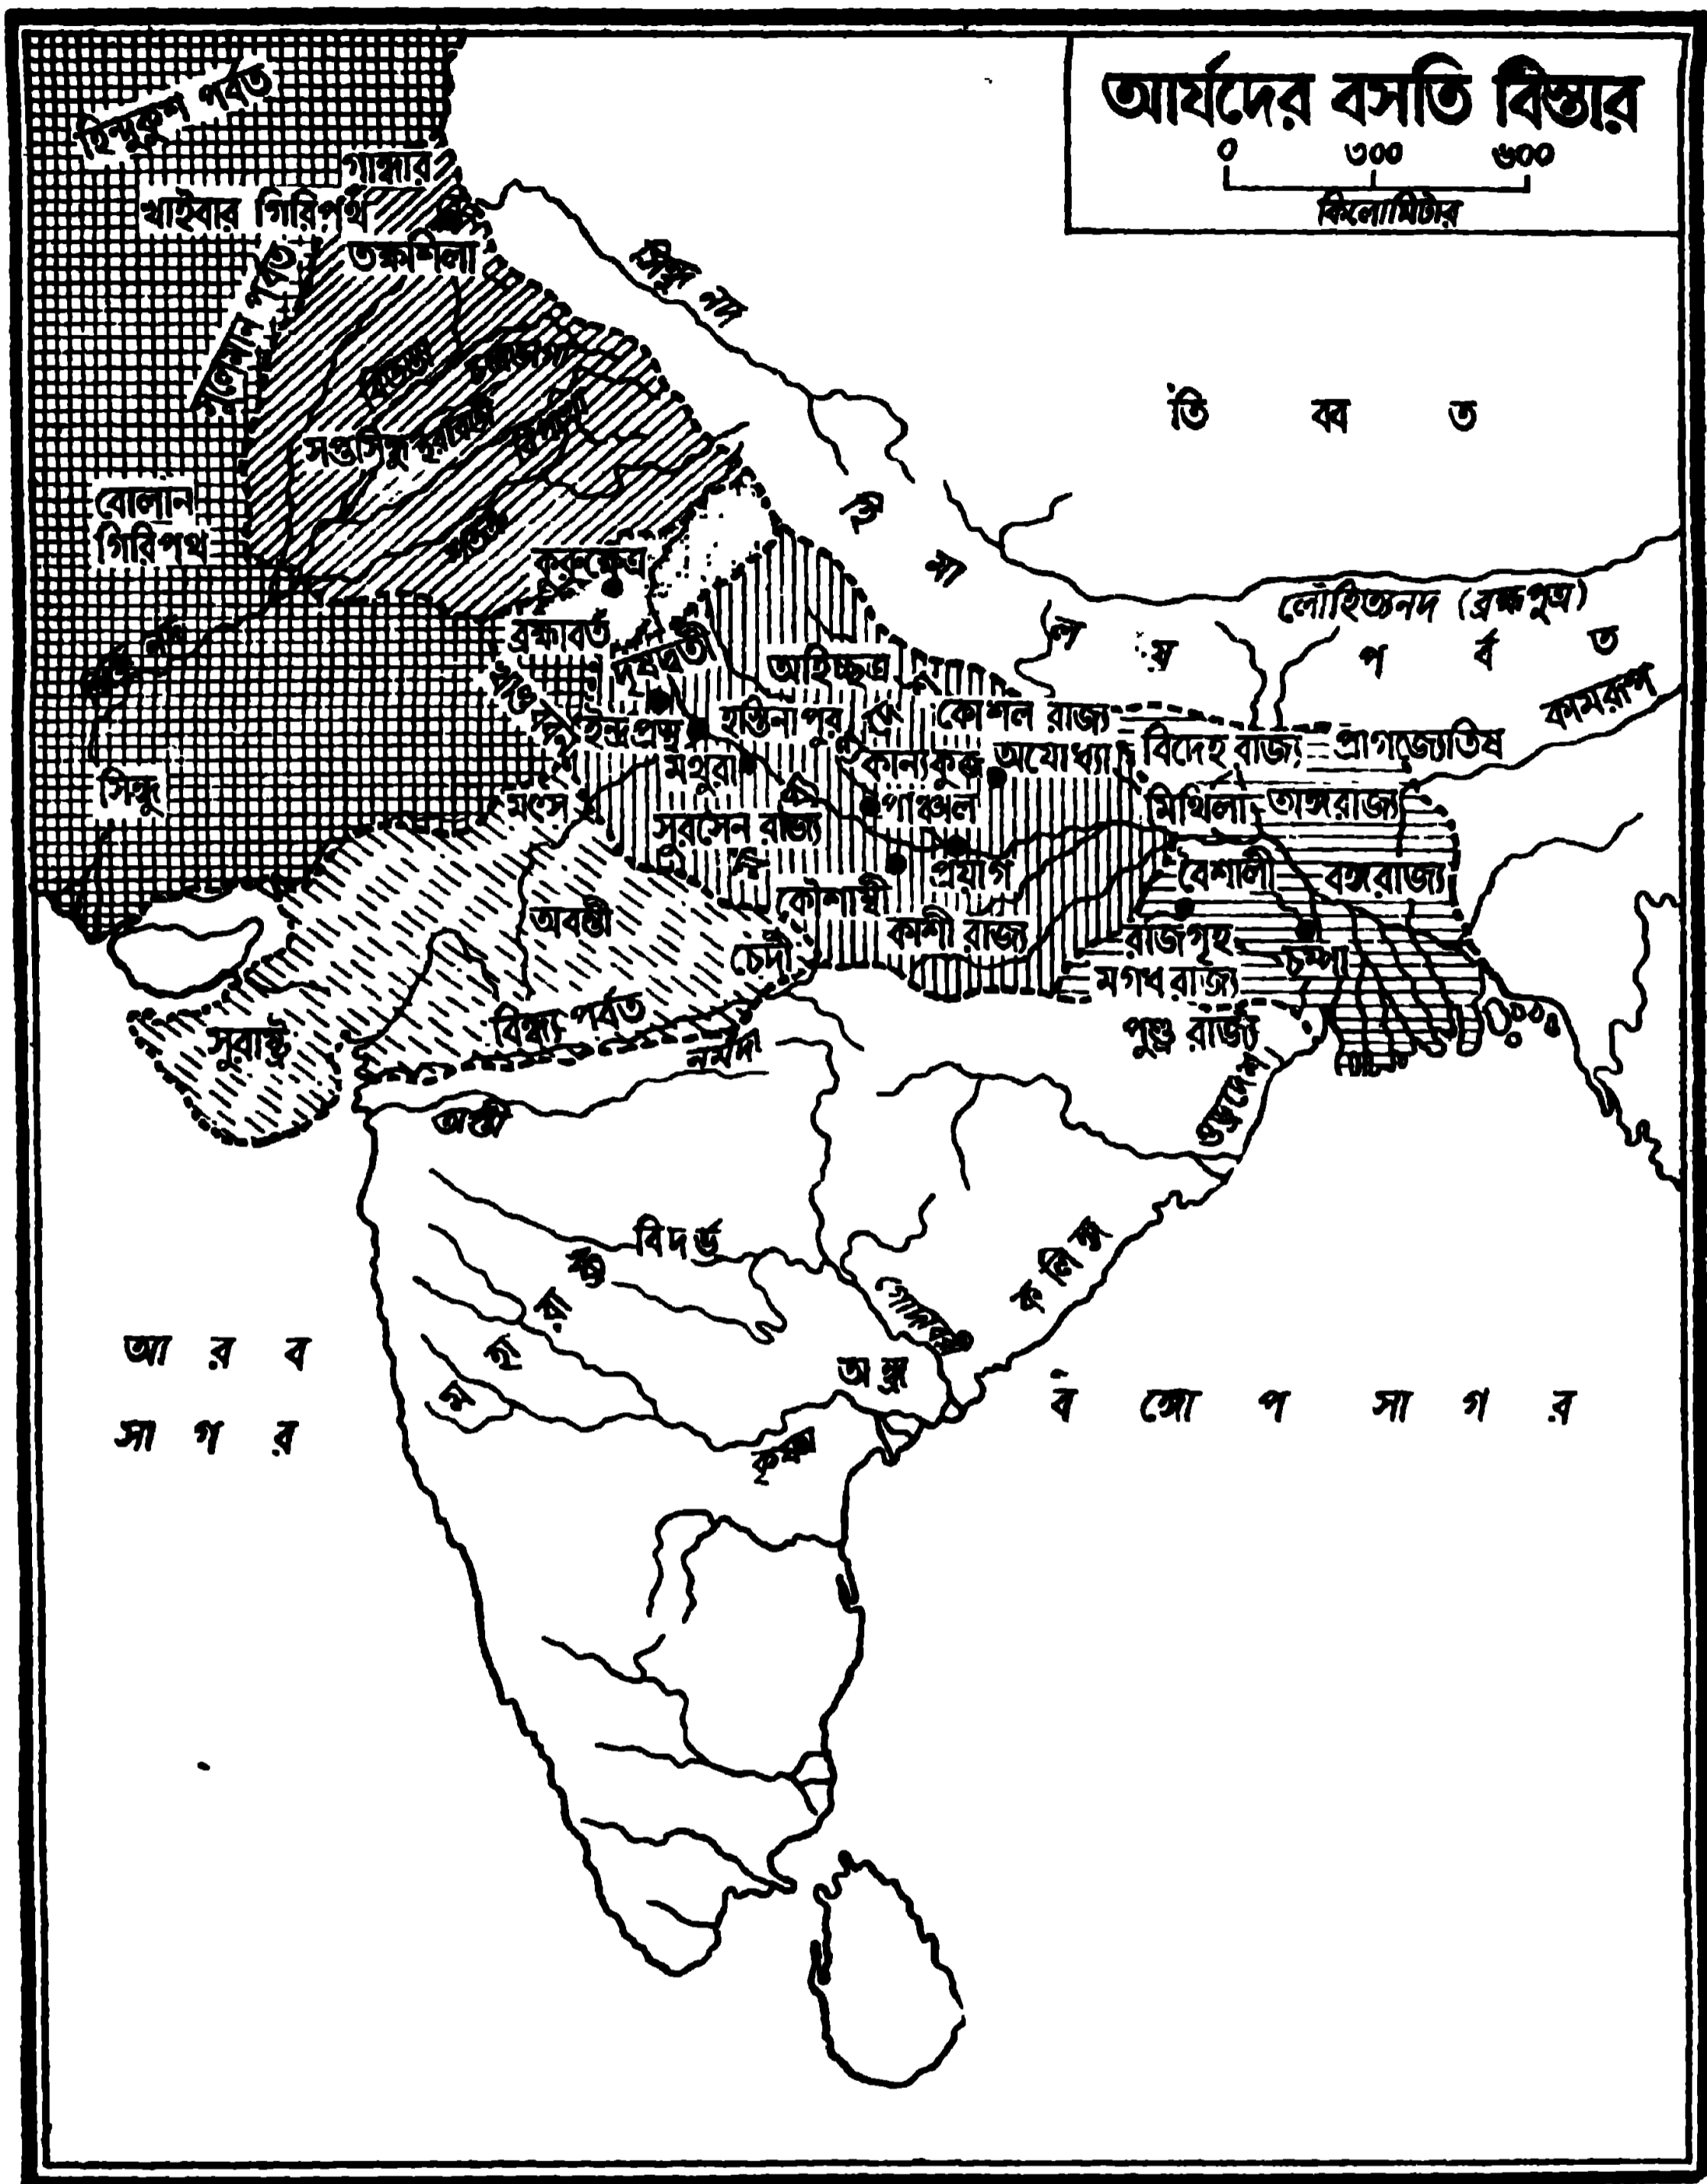 আর্যদের বসতি বিস্তার
০ ৩০০ ৬০০
কিলোমিটার
হিন্দুকুশ পর্বত
গান্ধার
খাইবার গিরিপথ
তক্ষশিলা
সিন্ধু নদ
তি ব্ব ত
সপ্তসিন্ধু
বোলান
গিরিপথ
হি মা ল য়
প র্ব ত
কুরুক্ষেত্র
লৌহিত্যনদ (ব্রহ্মপুত্র)
ব্রহ্মাবর্ত
দৃষদ্বতী
অহিচ্ছত্র
কামরূপ
ইন্দ্রপ্রস্থ
হস্তিনাপুর
কোশল রাজ্য
বিদেহ রাজ্য
প্রাগজ্যোতিষ
মথুরা
কান্যকুব্জ
অযোধ্যা
সিন্ধু
মৎস্য
পাঞ্চাল
মিথিলা
অঙ্গরাজ্য
সুরসেন রাজ্য
প্রয়াগ
বৈশালী
বঙ্গরাজ্য
কৌশাম্বী
অবন্তী
কাশী রাজ্য
চেদী
রাজগৃহ
চম্পা
মগধ রাজ্য
সুরাষ্ট্র
বিন্ধ্য পর্বত
নর্মদা
পুণ্ড্র রাজ্য
বিদর্ভ
কলিঙ্গ
অন্ধ্র
কৃষ্ণা
আ র ব
সা গ র
ব ঙ্গো প সা গ র